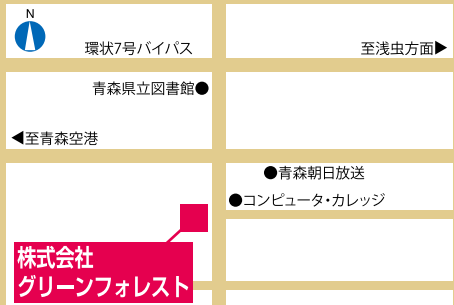 N
環状7号バイパス
至浅虫方面▶
青森県立図書館●
◀至青森空港
●青森朝日放送
●コンピュータ・カレッジ
株式会社
グリーンフォレスト